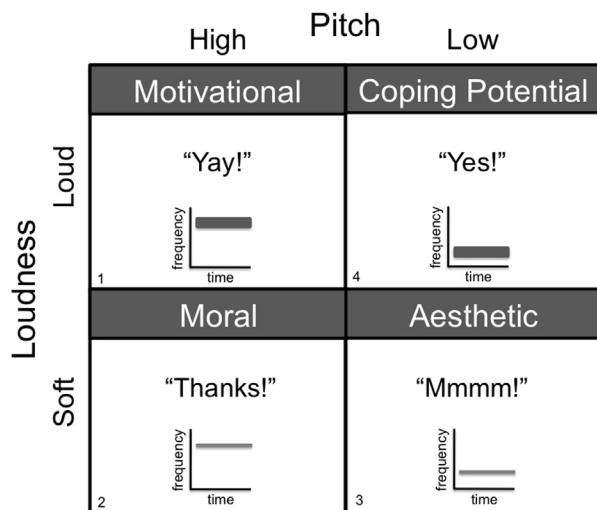 Pitch
High
Low
Loudness
Loud
Soft
Motivational
“Yay!”
frequency
time
1
Coping Potential
“Yes!”
frequency
time
4
Moral
“Thanks!”
frequency
time
2
Aesthetic
“Mmmm!”
frequency
time
3